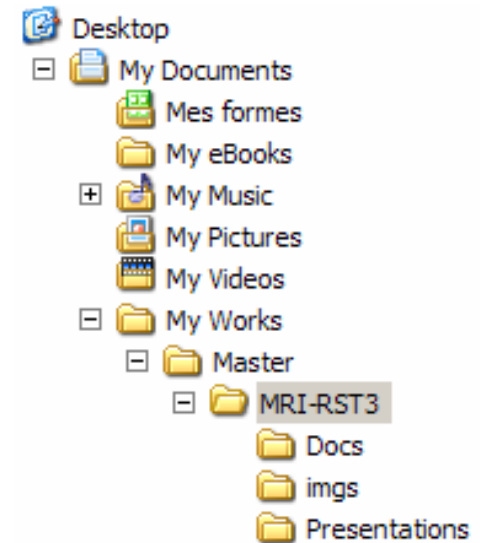 Desktop
My Documents
Mes formes
My eBooks
My Music
My Pictures
My Videos
My Works
Master
MRI-RST3
Docs
imgs
Presentations